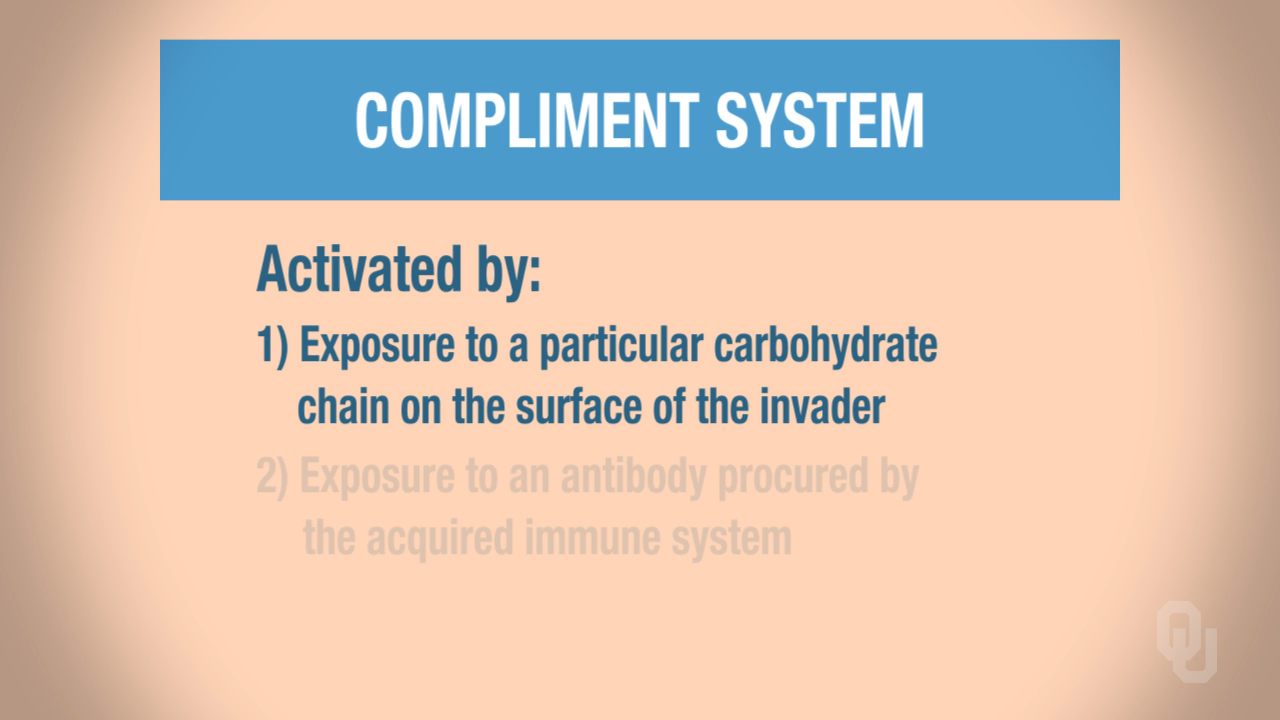 COMPLIMENT SYSTEM
Activated by:
1) Exposure to a particular carbohydrate
chain on the surface of the invader
2) Exposure to an antibody procured by
the acquired immune system
OU